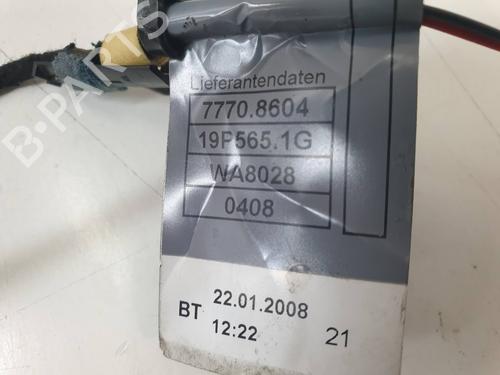 Lieferantendaten
7770.8604
19P565.1G
WA8028
0408
BT 22.01.2008
12:22 21
B-PARTS